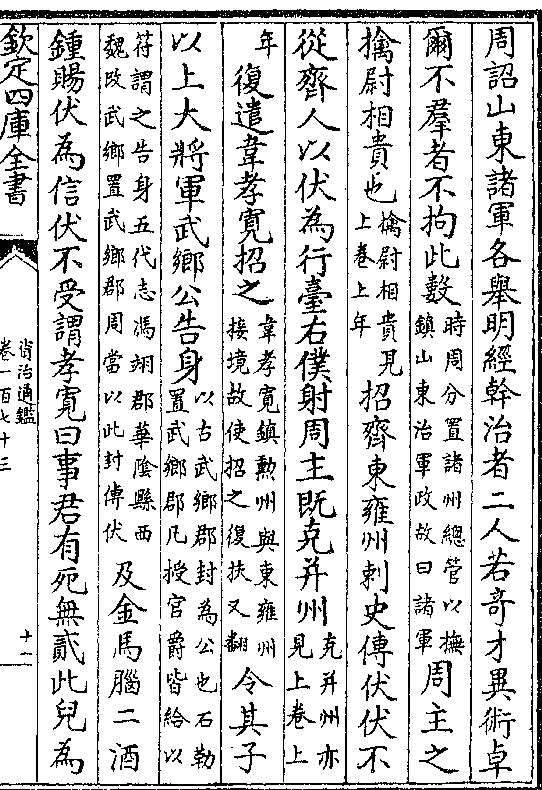 周詔山東諸軍各舉明經幹治者二人若奇才異術卓
爾不羣者不拘此數
時周分置諸州總管以撫
鎮山東治軍政故曰諸軍
周主之
擒尉相貴也
擒尉相貴見
上卷上年
招齊東雍州刺史傅伏伏不
從齊人以伏為行臺右僕射周主既克并州
克并州亦
見上卷上
年
復遣韋孝寬招之
韋孝寬鎮勲州與東雍州
接境故使招之復扶又翻
令其子
以上大將軍武鄉公告身
以古武鄉郡封為公也石勒
置武鄉郡凡授官爵皆給以
符謂之告身五代志馮翊郡華陰縣西
魏改武鄉置武鄉郡周當以此封傅伏
及金馬腦二酒
鍾賜伏為信伏不受謂孝寬曰事君有死無貳此兒為
欽定四庫全書
資治通鑑
卷一百七十三
十一